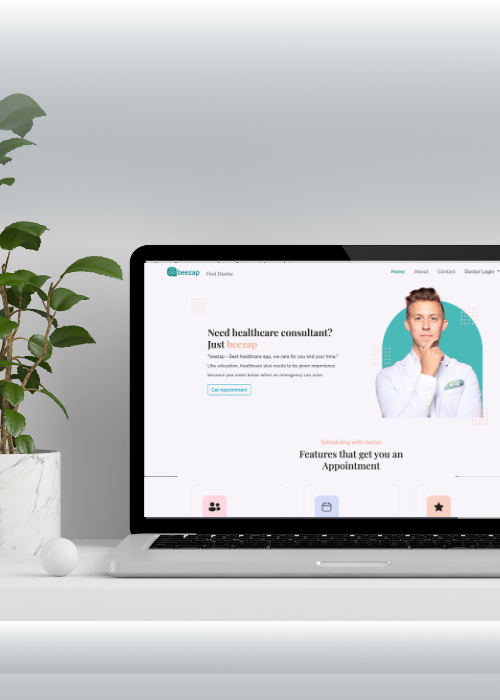 beezap Find Doctor Home About Contact Doctor Login
Need healthcare consultant?
Just beezap
"beezap - Best healthcare app, we care for you and your time."
Like education, healthcare also needs to be given importance
because you never know when an emergency can arise.
Get Appointment
Scheduling with doctor
Features that get you an
Appointment